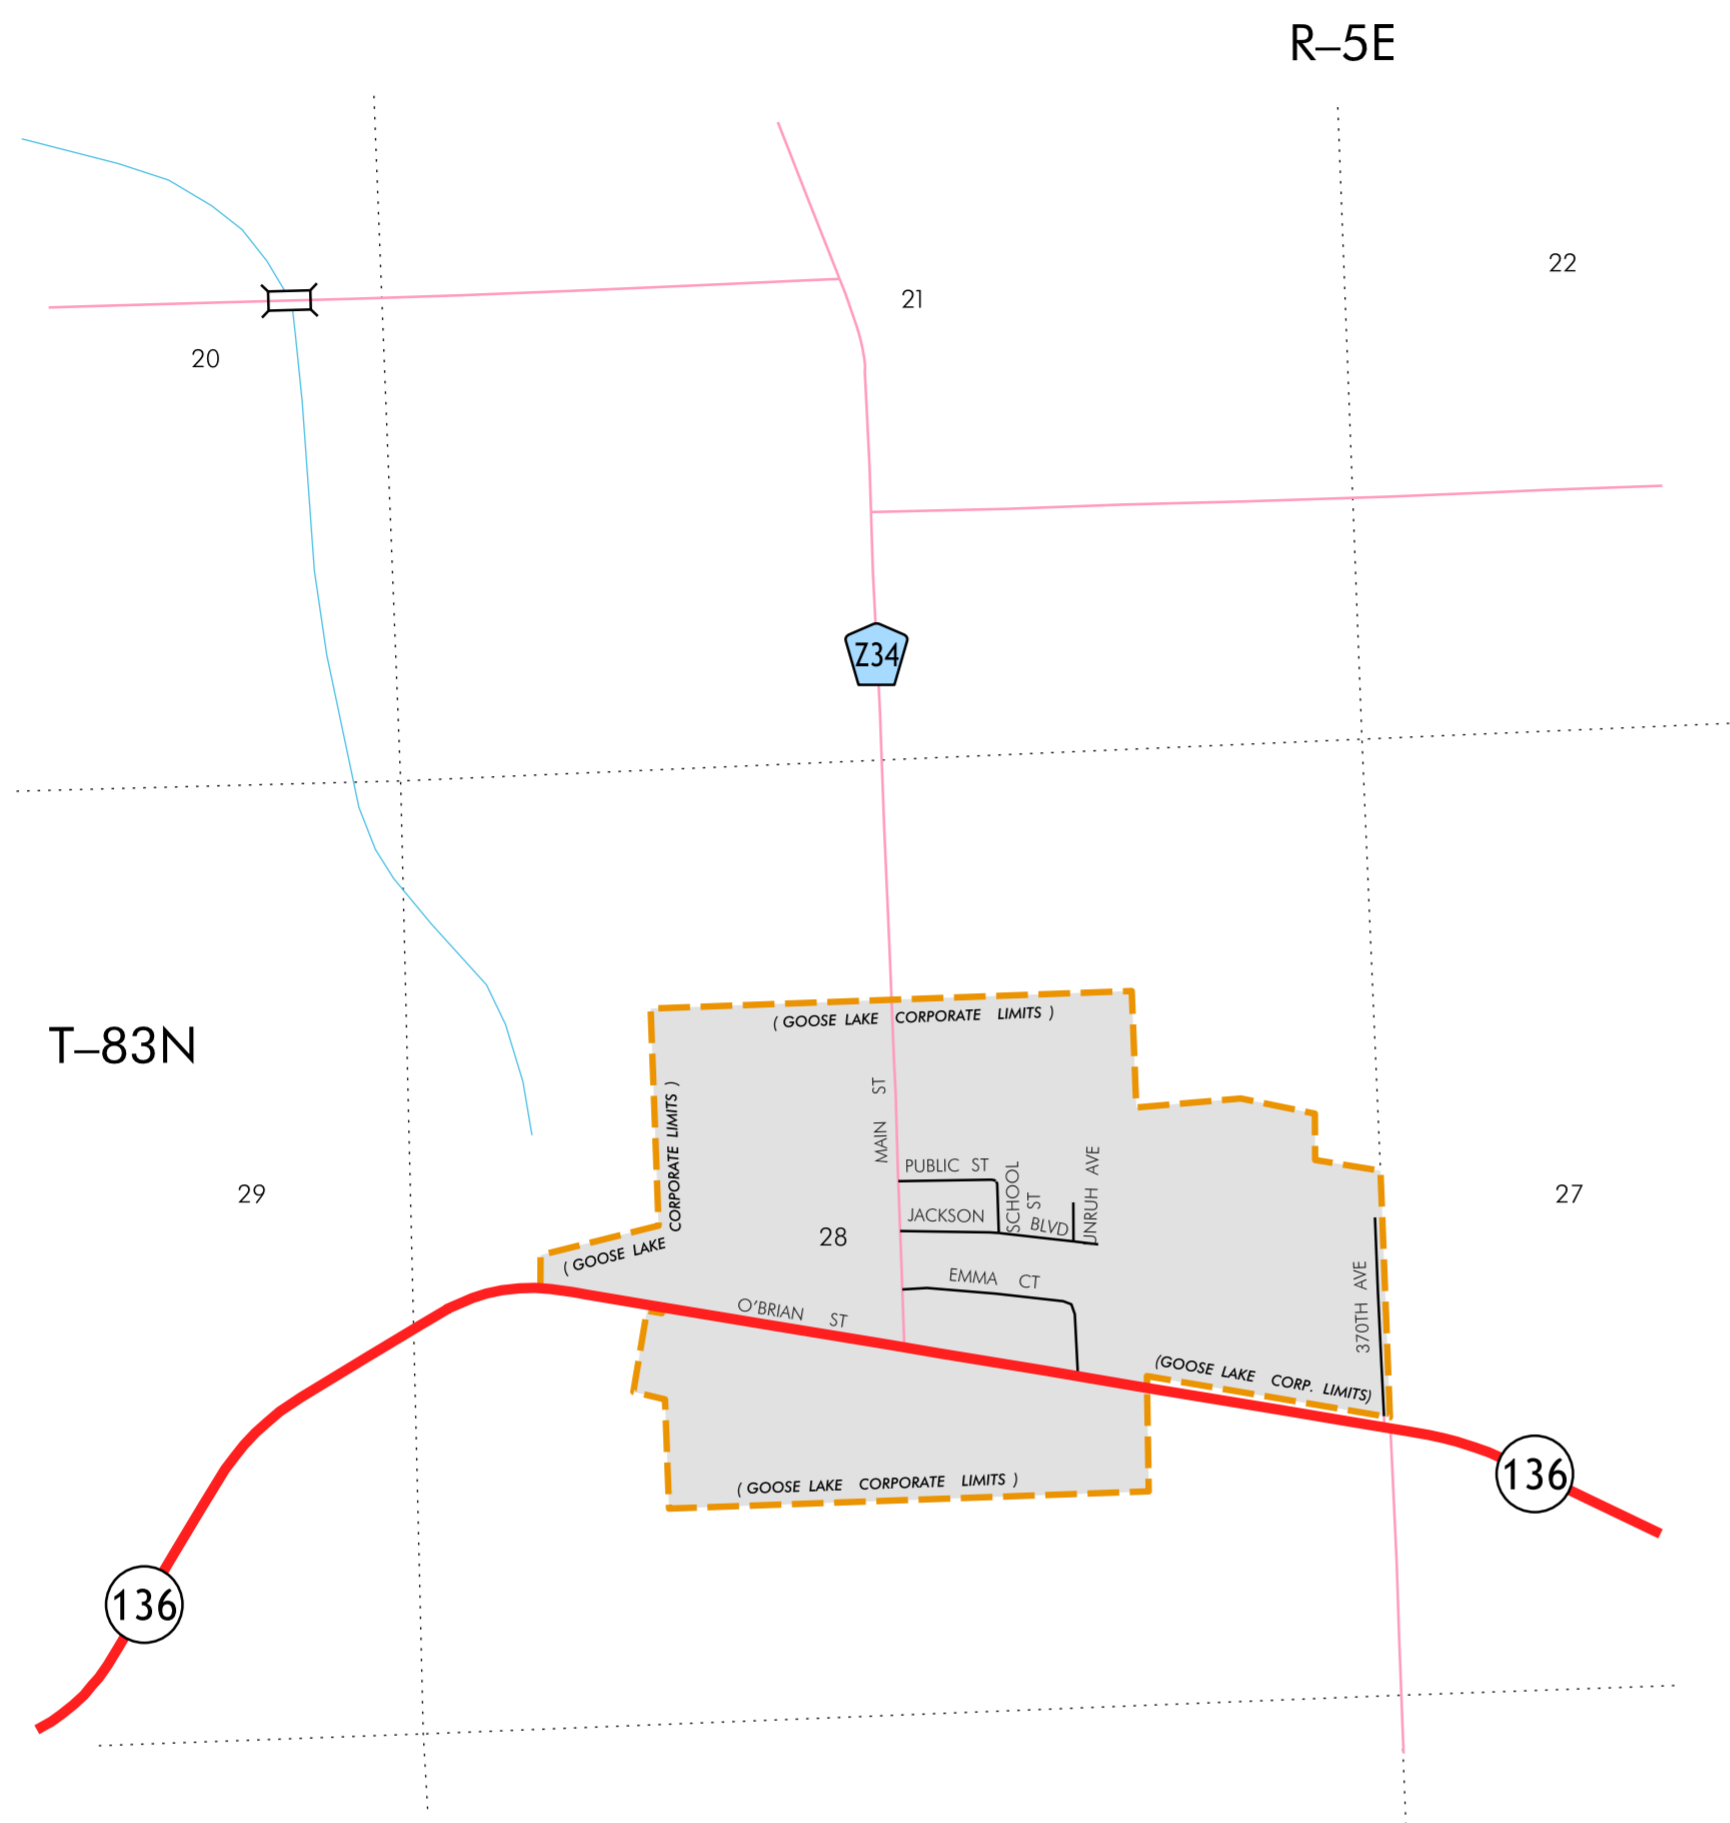 R–5E
22
21
20
Z34
T–83N
( GOOSE LAKE CORPORATE LIMITS )
MAIN ST
( GOOSE LAKE CORPORATE LIMITS )
PUBLIC ST
SCHOOL ST
UNRUH AVE
29
27
JACKSON BLVD
28
EMMA CT
370TH AVE
O'BRIAN ST
(GOOSE LAKE CORP. LIMITS)
( GOOSE LAKE CORPORATE LIMITS )
136
136